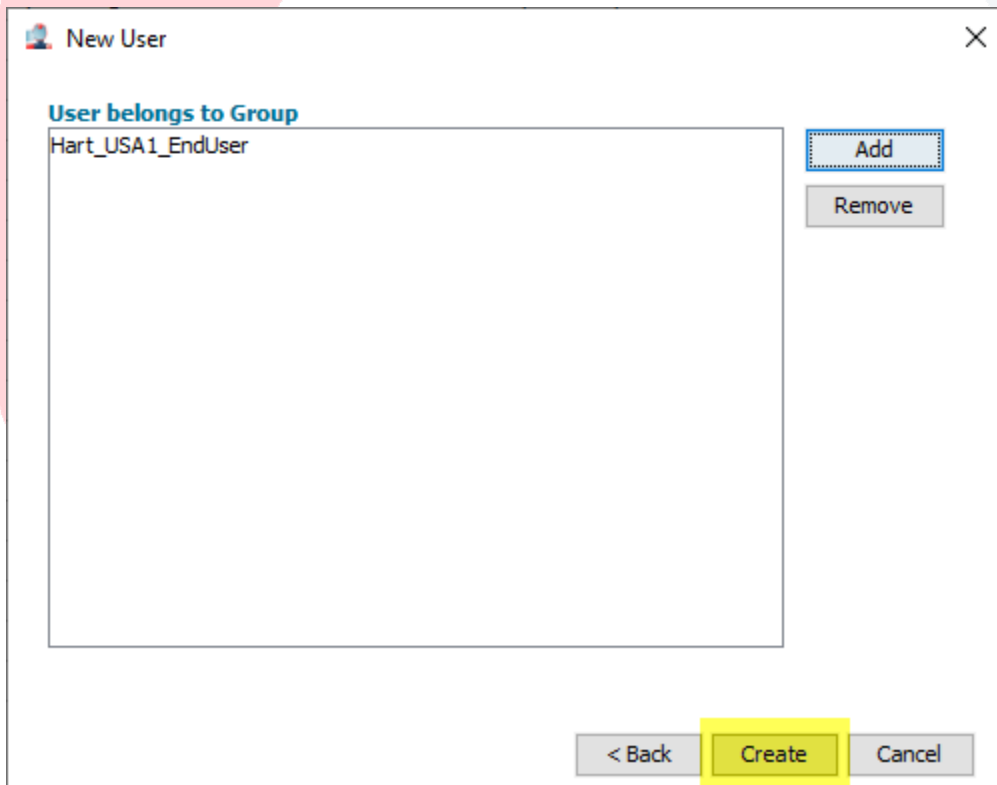 New User
User belongs to Group
Hart_USA1_EndUser
Add
Remove
< Back Create Cancel